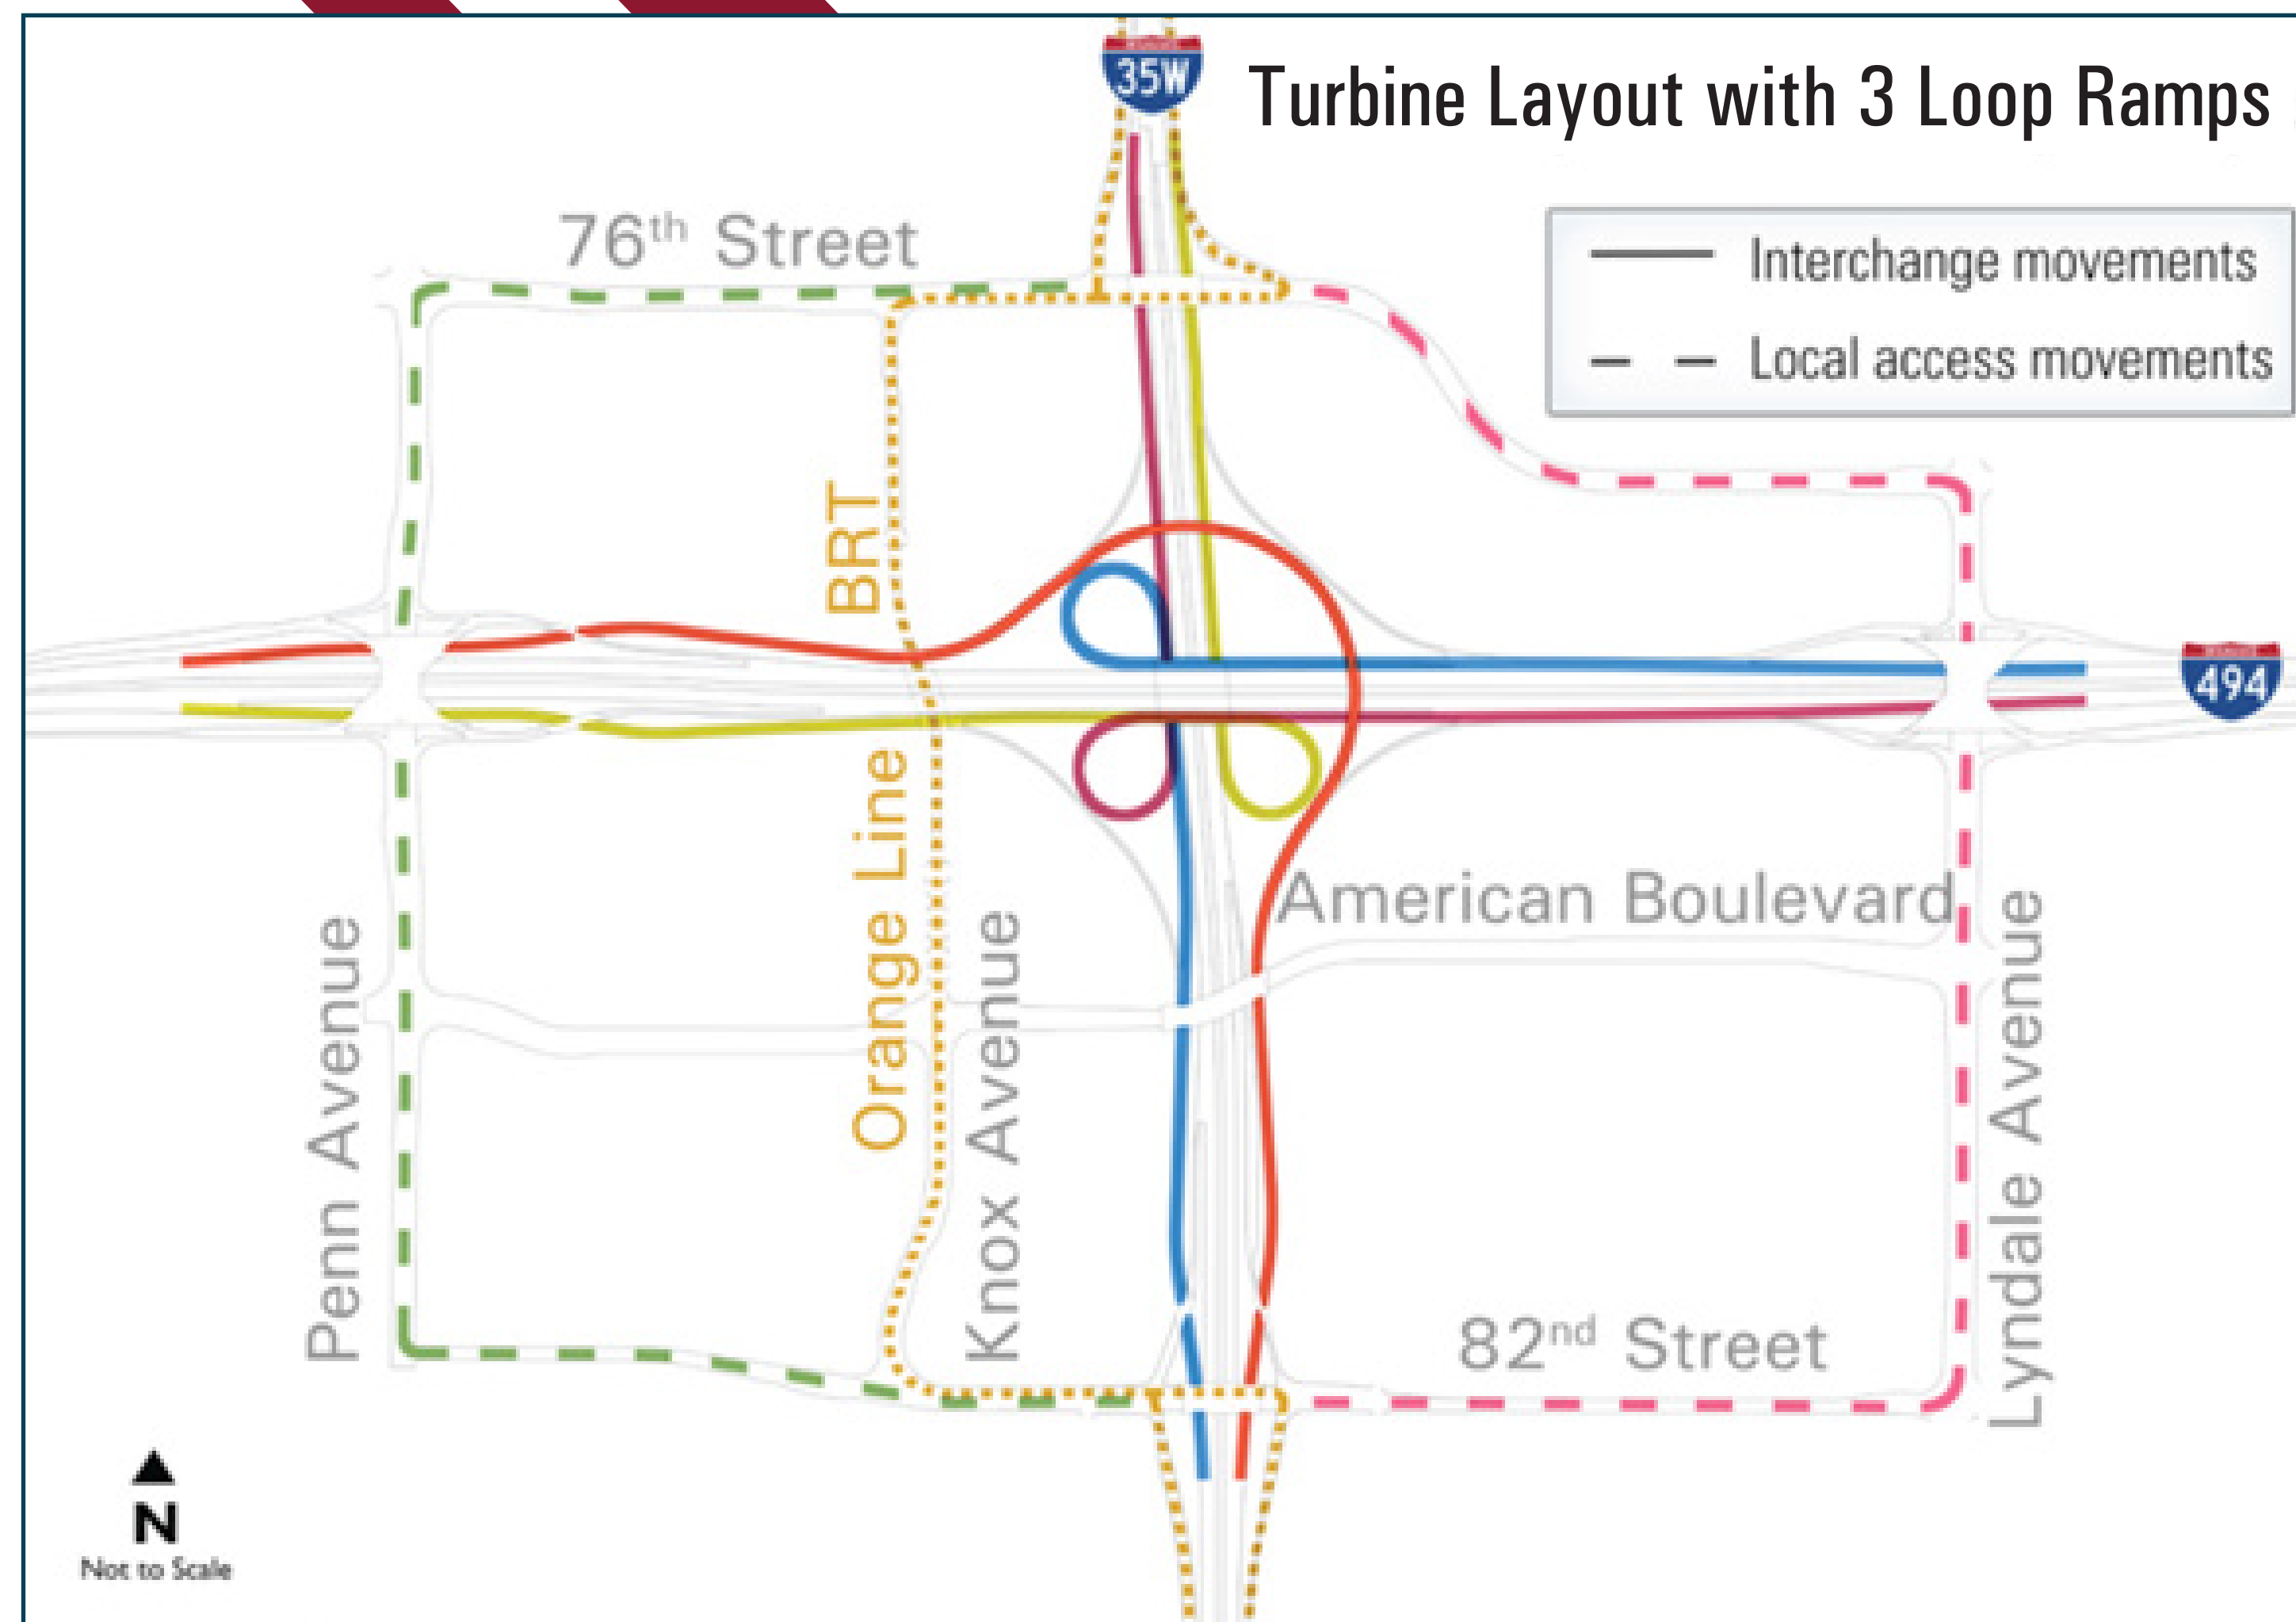 35W
Turbine Layout with 3 Loop Ramps
Interchange movements
Local access movements
76th Street
BRT
Orange Line
494
American Boulevard
Penn Avenue
Knox Avenue
Lyndale Avenue
82nd Street
N
Not to Scale